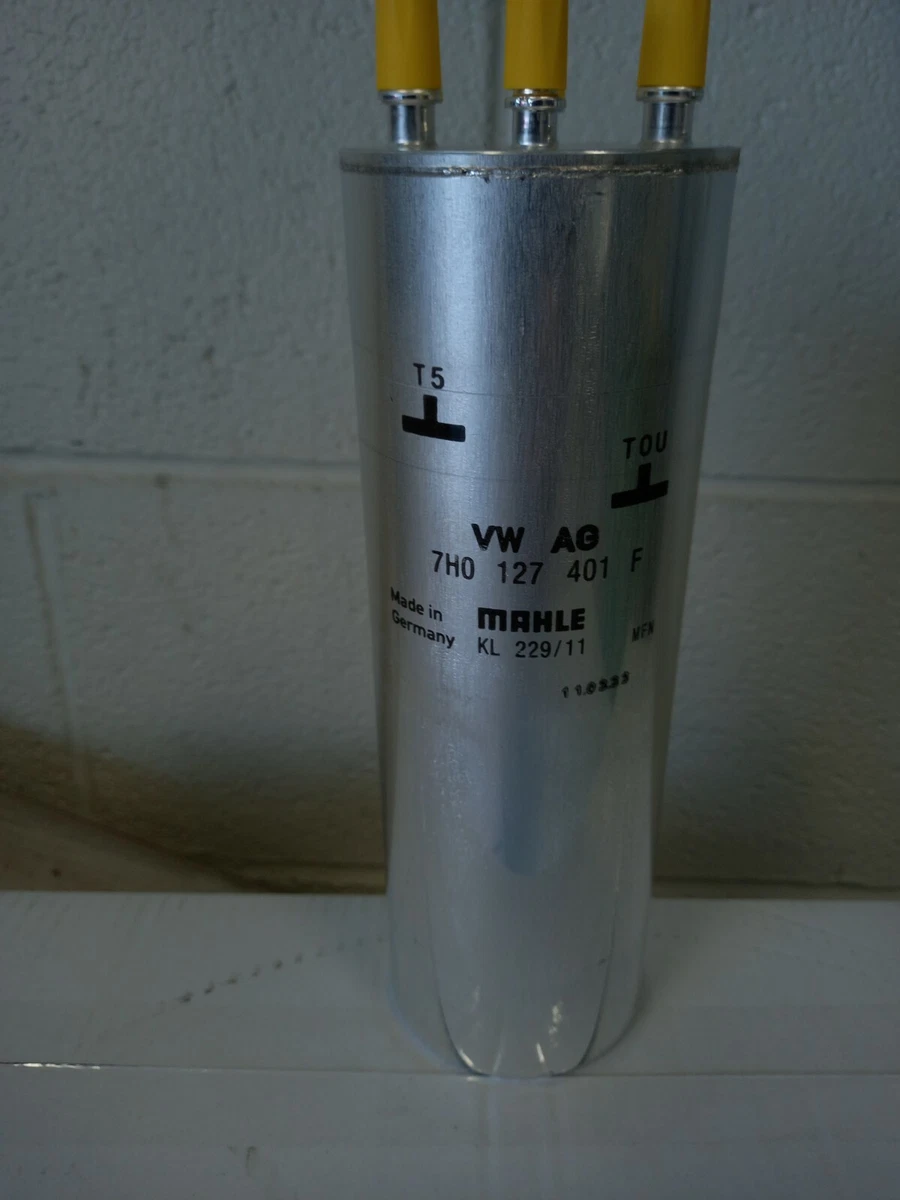 T5
TOU
VW AG
7H0 127 401 F
Made in
Germany
MAHLE
KL 229/11
MFN